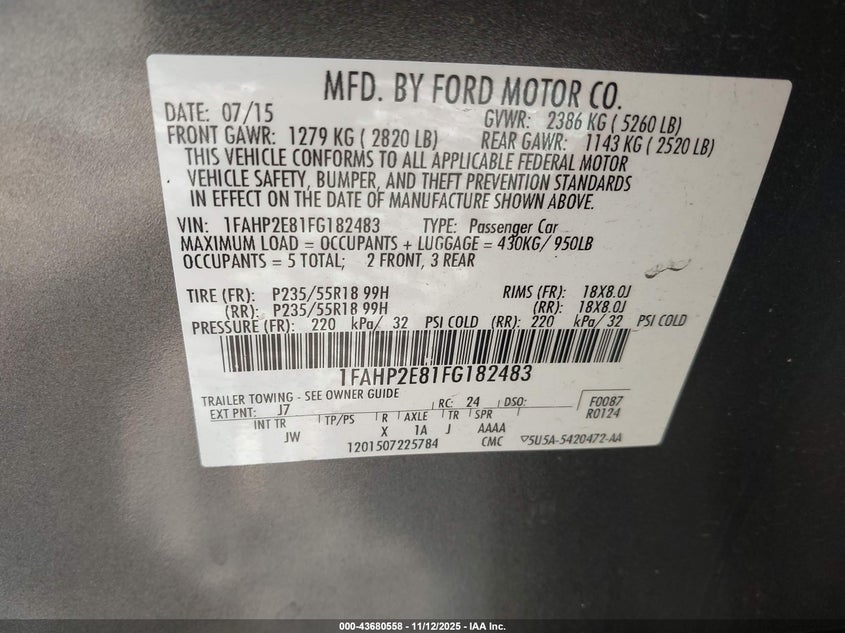 MFD. BY FORD MOTOR CO.
DATE: 07/15 GVWR: 2386 KG ( 5260 LB)
FRONT GAWR: 1279 KG ( 2820 LB) REAR GAWR: 1143 KG ( 2520 LB)
THIS VEHICLE CONFORMS TO ALL APPLICABLE FEDERAL MOTOR
VEHICLE SAFETY, BUMPER, AND THEFT PREVENTION STANDARDS
IN EFFECT ON THE DATE OF MANUFACTURE SHOWN ABOVE.
VIN: 1FAHP2E81FG182483 TYPE: Passenger Car
MAXIMUM LOAD = OCCUPANTS + LUGGAGE = 430KG/ 950LB
OCCUPANTS = 5 TOTAL; 2 FRONT, 3 REAR
TIRE (FR): P235/55R18 99H RIMS (FR): 18X8.0J
(RR): P235/55R18 99H (RR): 18X8.0J
PRESSURE (FR): 220 kPa/ 32 PSI COLD (RR): 220 kPa/ 32 PSI COLD
1FAHP2E81FG182483
TRAILER TOWING - SEE OWNER GUIDE
EXT PNT: J7 RC: 24 DSO: F0087
R0124
INT TR TP/PS R AXLE TR SPR
JW X 1A J AAAA
1201507225784 CMC 5U5A-5420472-AA
000-43680558 - 11/12/2025 - IAA Inc.